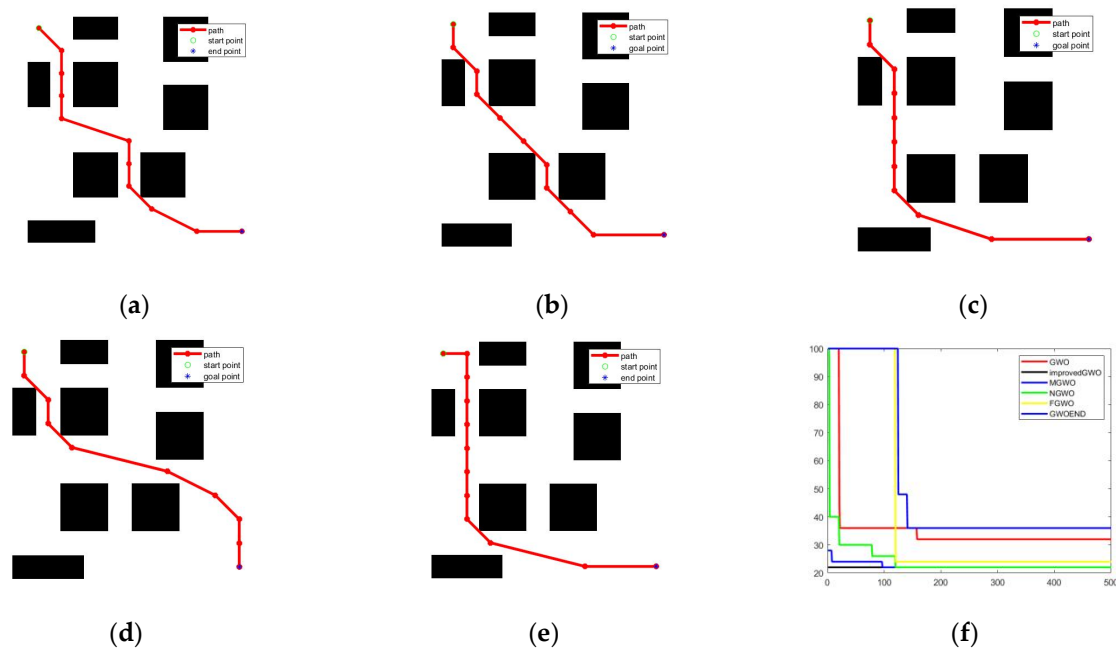 path
start point
end point
path
start point
goal point
path
start point
goal point
(a)
(b)
(c)
path
start point
goal point
path
start point
end point
100
90
80
70
60
50
40
30
20
0
100
200
300
400
500
GWO
improvedGWO
MGWO
NGWO
FGWO
GWOEND
(d)
(e)
(f)